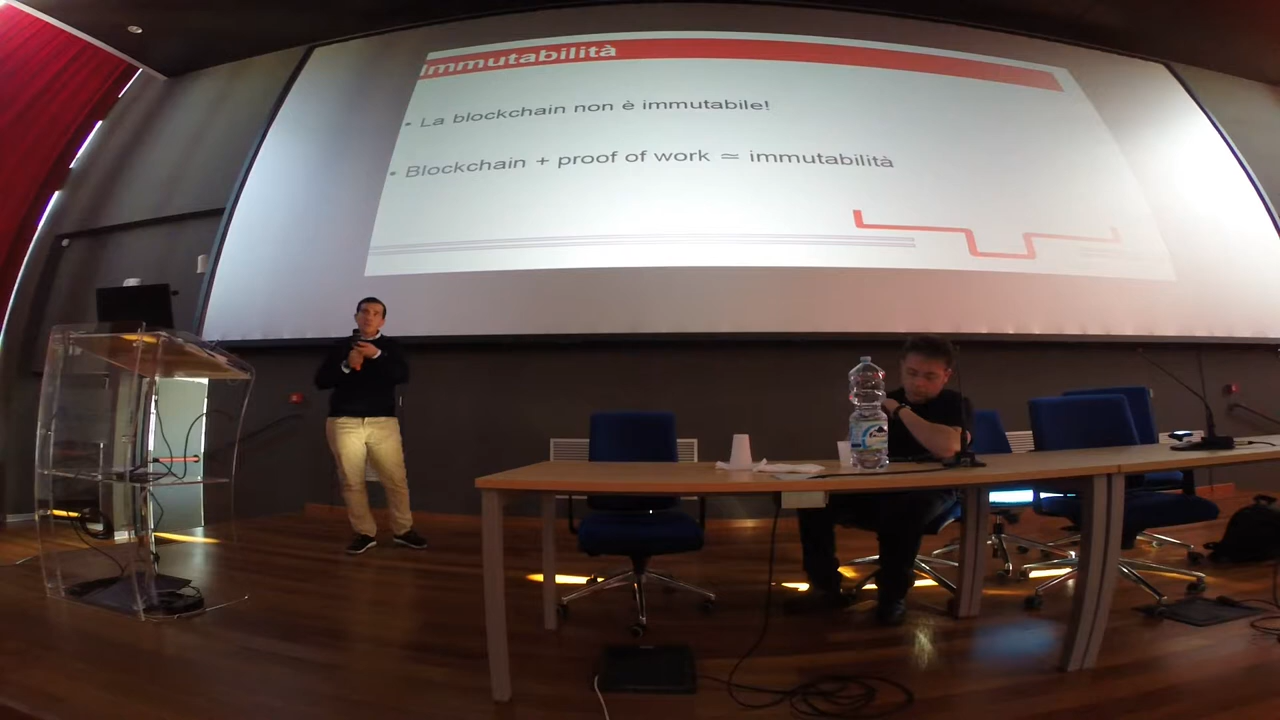 Immutabilità
• La blockchain non è immutabile!
• Blockchain + proof of work ≃ immutabilità